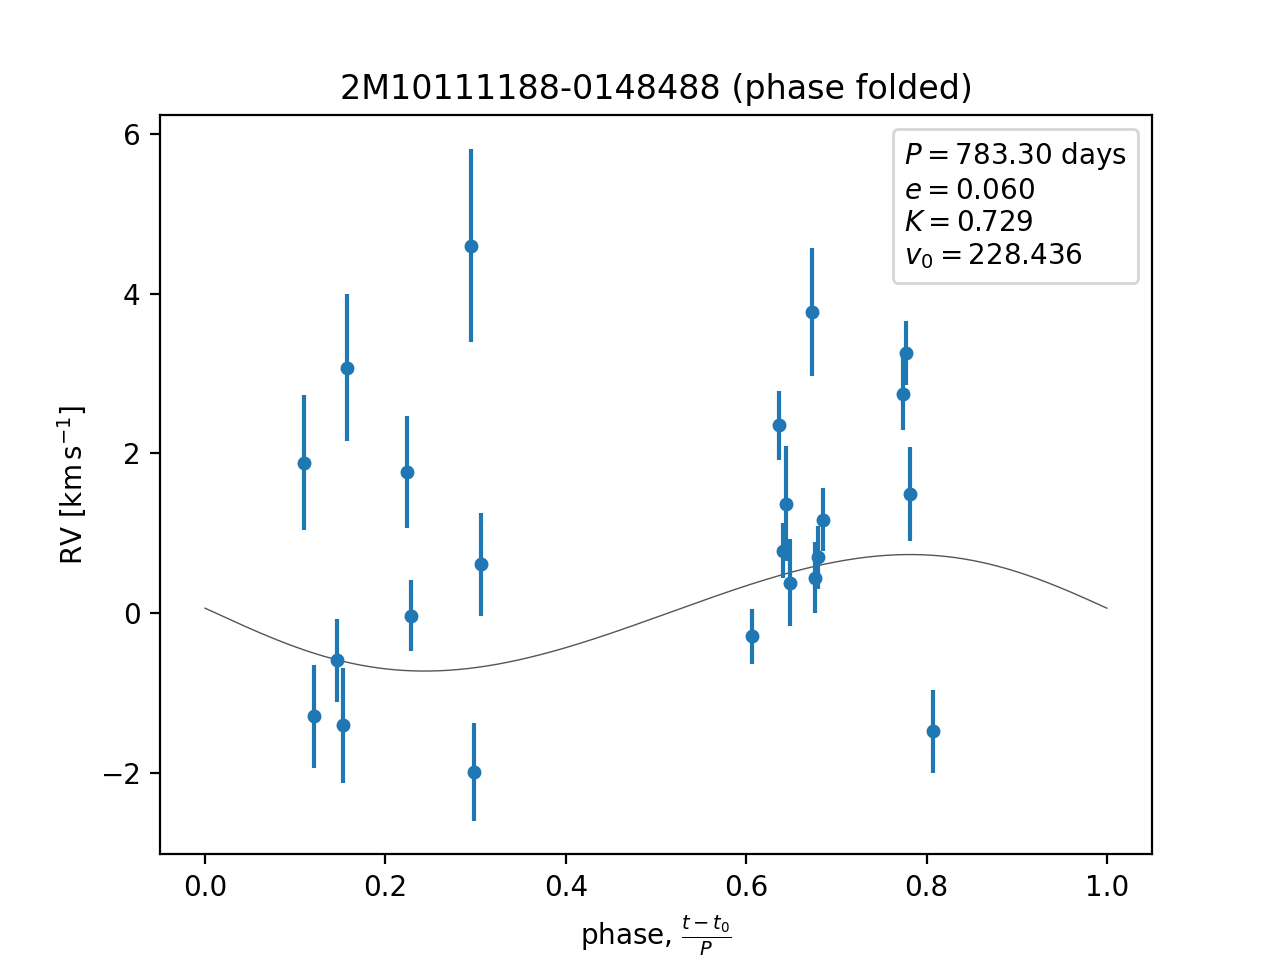 2M10111188-0148488 (phase folded)
P = 783.30 days
e = 0.060
K = 0.729
v₀ = 228.436
6
4
2
0
−2
RV [km s⁻¹]
0.0 0.2 0.4 0.6 0.8 1.0
phase, (t − t₀)/P